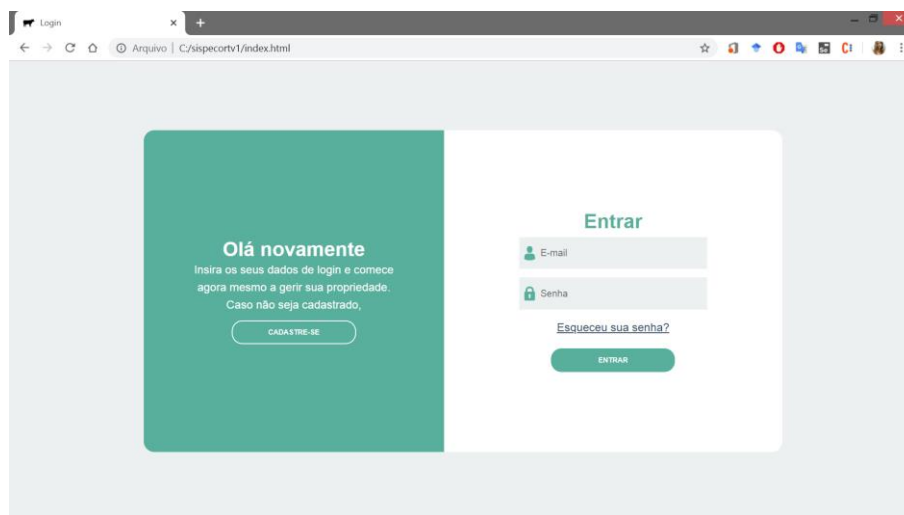 Login
Arquivo | C:/sispecortv1/index.html
Olá novamente
Insira os seus dados de login e comece
agora mesmo a gerir sua propriedade.
Caso não seja cadastrado,
CADASTRE-SE
Entrar
E-mail
Senha
Esqueceu sua senha?
ENTRAR